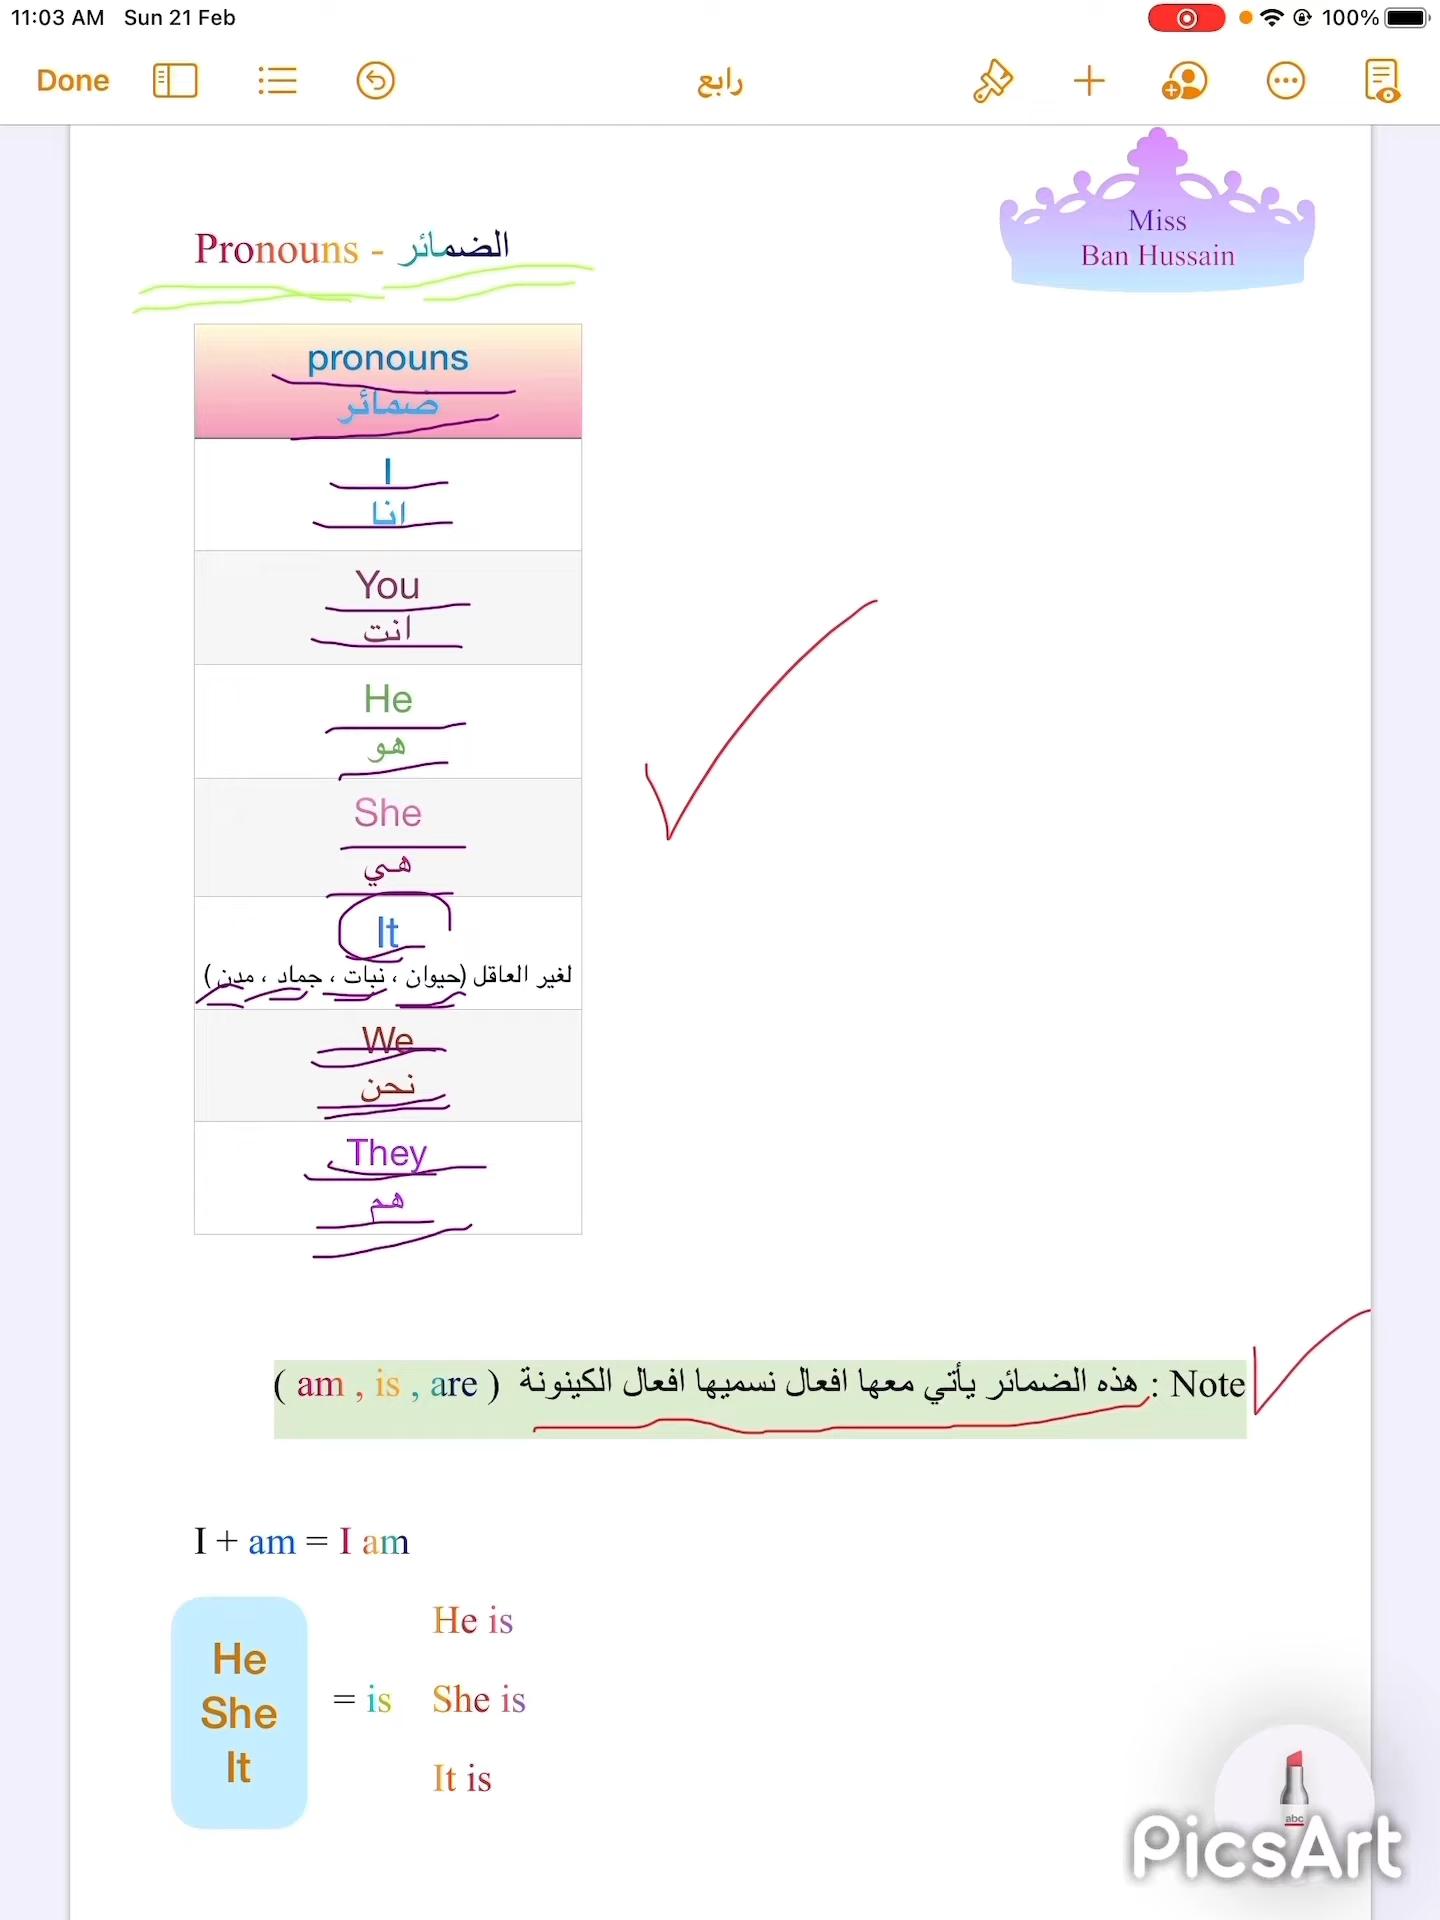 11:03 AM Sun 21 Feb 100%
Done رابع
Miss
Ban Hussain
Pronouns - الضمائر
pronouns
ضمائر
I
انا
You
انت
He
هو
She
هي
It
لغير العاقل (حيوان ، نبات ، جماد ، مدن)
We
نحن
They
هم
Note : هذه الضمائر يأتي معها افعال نسميها افعال الكينونة ( am , is , are )
I + am = I am
He
She
It
= is
He is
She is
It is
abc
PicsArt